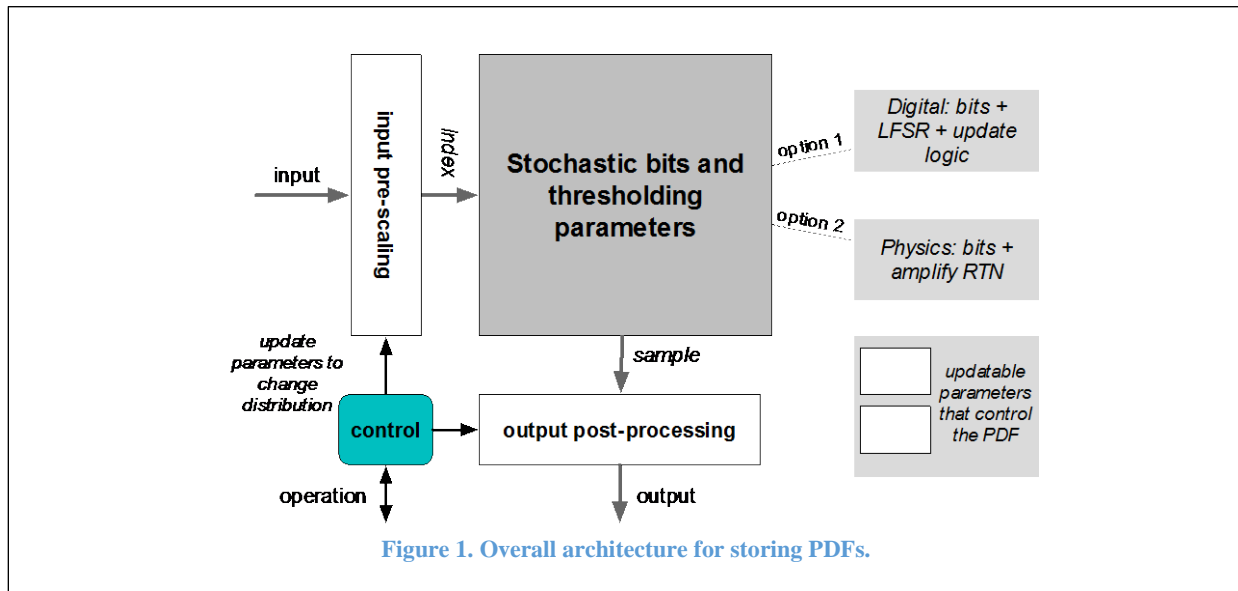 input
input pre-scaling
index
Stochastic bits and
thresholding
parameters
option 1
Digital: bits +
LFSR + update
logic
option 2
Physics: bits +
amplify RTN
update
parameters to
change
distribution
sample
control
output post-processing
updatable
parameters
that control
the PDF
operation
output
Figure 1. Overall architecture for storing PDFs.